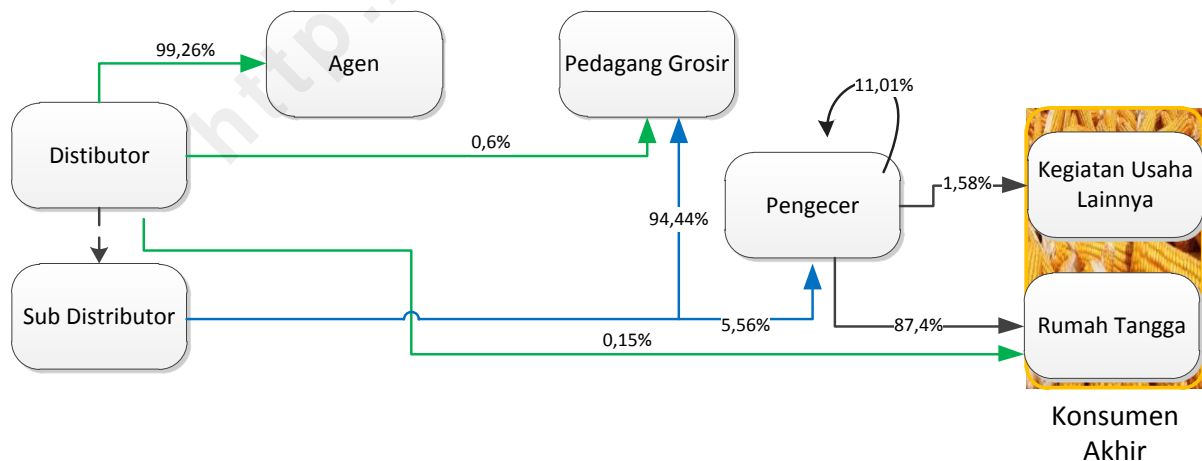 99,26%
Agen
Pedagang Grosir
11,01%
Distibutor
0,6%
Kegiatan Usaha
Lainnya
1,58%
Pengecer
94,44%
Sub Distributor
5,56%
87,4%
Rumah Tangga
0,15%
Konsumen
Akhir
http: